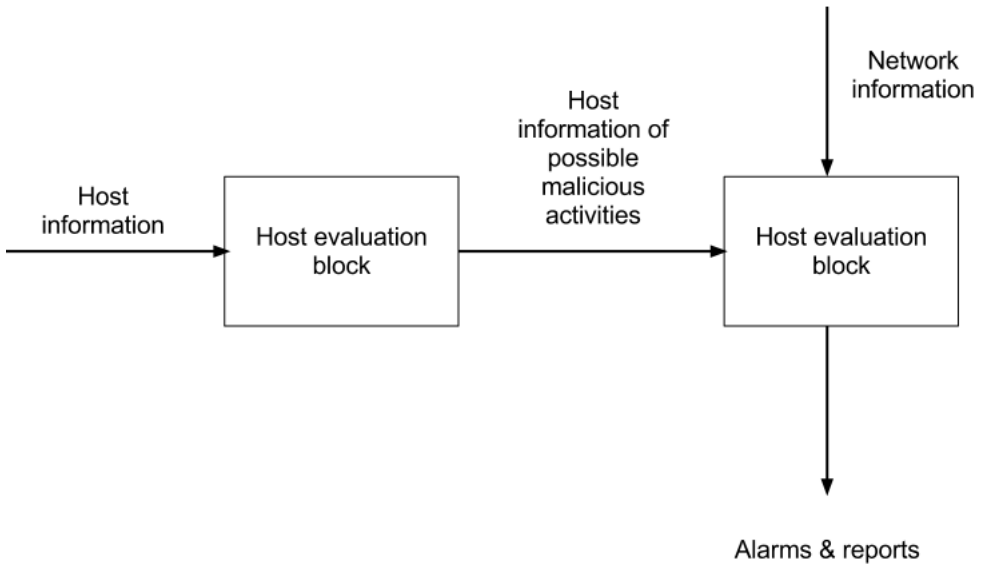 Network
information
Host
information of
possible
malicious
activities
Host
information
Host evaluation
block
Host evaluation
block
Alarms & reports